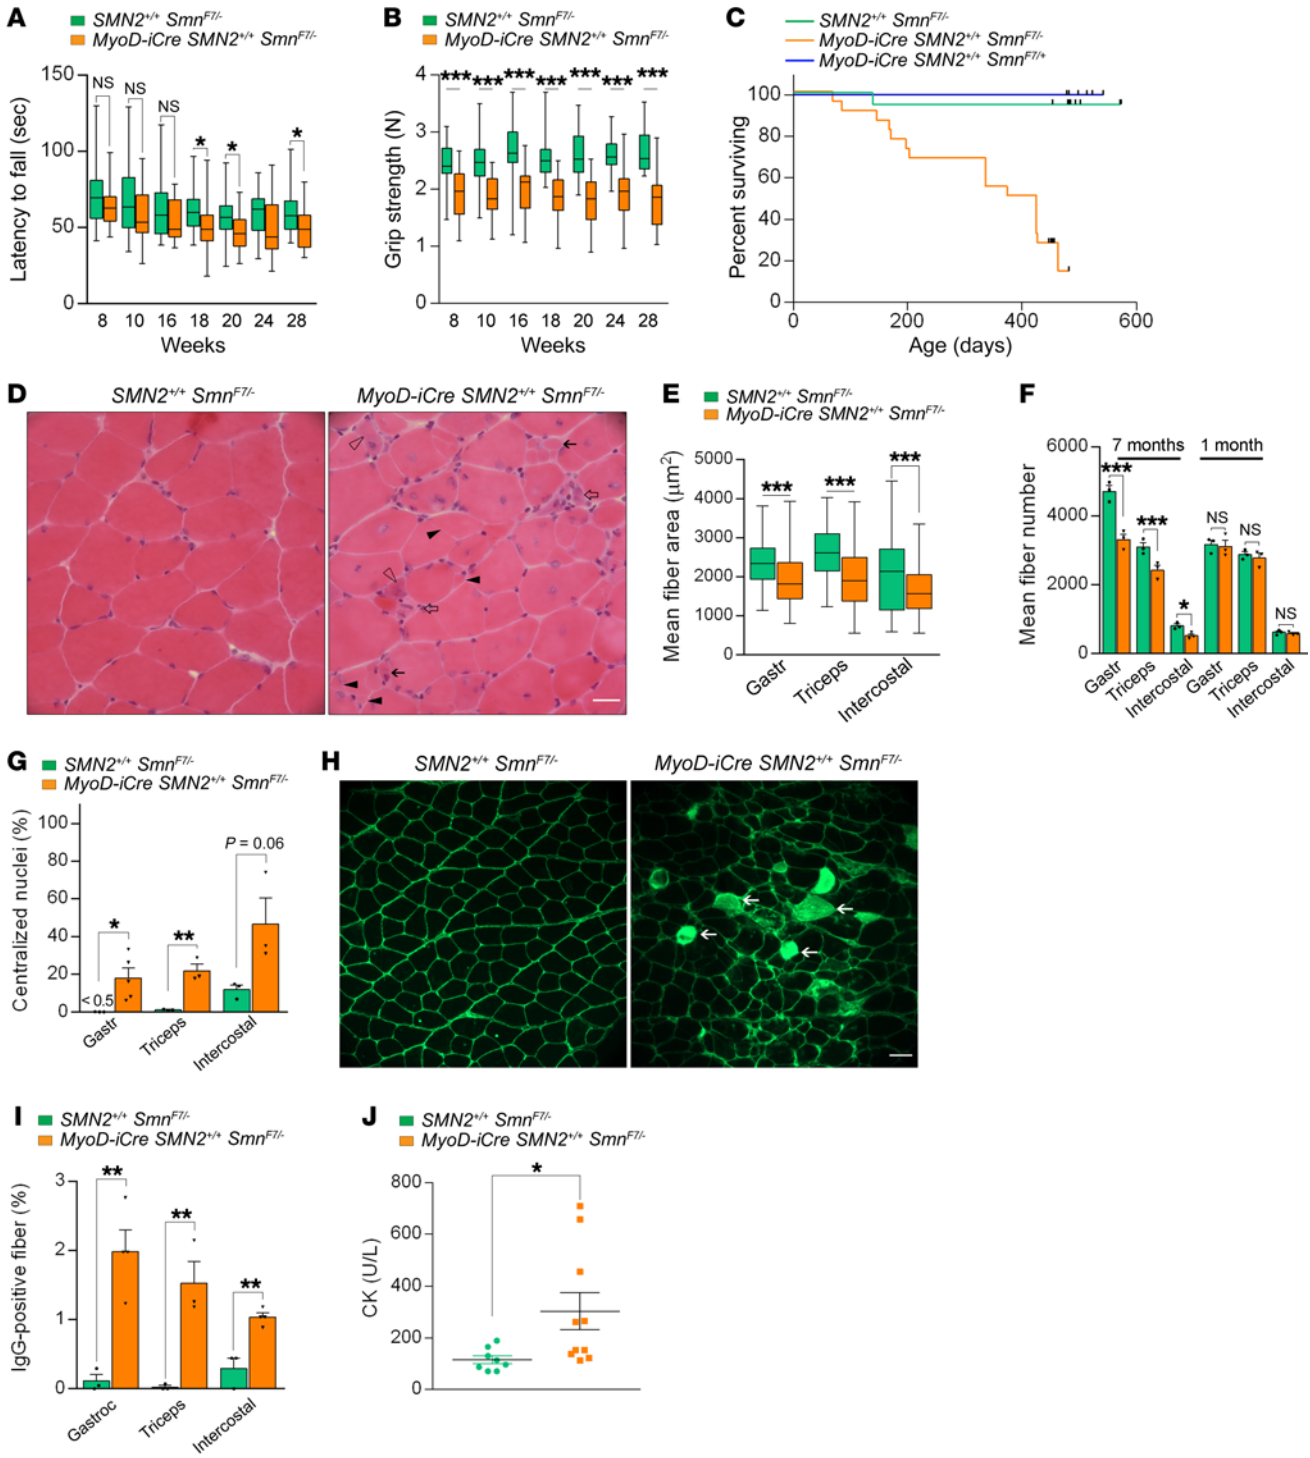 A
SMN2+/+ SmnF7/-
MyoD-iCre SMN2+/+ SmnF7/-
Latency to fall (sec)
150
100
50
0
NS NS NS * * *
8 10 16 18 20 24 28
Weeks
B
SMN2+/+ SmnF7/-
MyoD-iCre SMN2+/+ SmnF7/-
Grip strength (N)
4
3
2
1
0
*** *** *** *** *** *** ***
8 10 16 18 20 24 28
Weeks
C
SMN2+/+ SmnF7/-
MyoD-iCre SMN2+/+ SmnF7/-
MyoD-iCre SMN2+/+ SmnF7/+
Percent surviving
100
80
60
40
20
0
0 200 400 600
Age (days)
D
SMN2+/+ SmnF7/-
MyoD-iCre SMN2+/+ SmnF7/-
E
SMN2+/+ SmnF7/-
MyoD-iCre SMN2+/+ SmnF7/-
Mean fiber area (µm2)
5000
4000
3000
2000
1000
0
*** *** ***
Gastr
Triceps
Intercostal
F
Mean fiber number
6000
4000
2000
0
7 months
1 month
*** *** * NS NS NS
Gastr
Triceps
Intercostal
Gastr
Triceps
Intercostal
G
SMN2+/+ SmnF7/-
MyoD-iCre SMN2+/+ SmnF7/-
Centralized nuclei (%)
100
80
60
40
20
0
< 0.5
* ** P = 0.06
Gastr
Triceps
Intercostal
H
SMN2+/+ SmnF7/-
MyoD-iCre SMN2+/+ SmnF7/-
I
SMN2+/+ SmnF7/-
MyoD-iCre SMN2+/+ SmnF7/-
IgG-positive fiber (%)
3
2
1
0
** ** **
Gastroc
Triceps
Intercostal
J
SMN2+/+ SmnF7/-
MyoD-iCre SMN2+/+ SmnF7/-
CK (U/L)
800
600
400
200
0
*